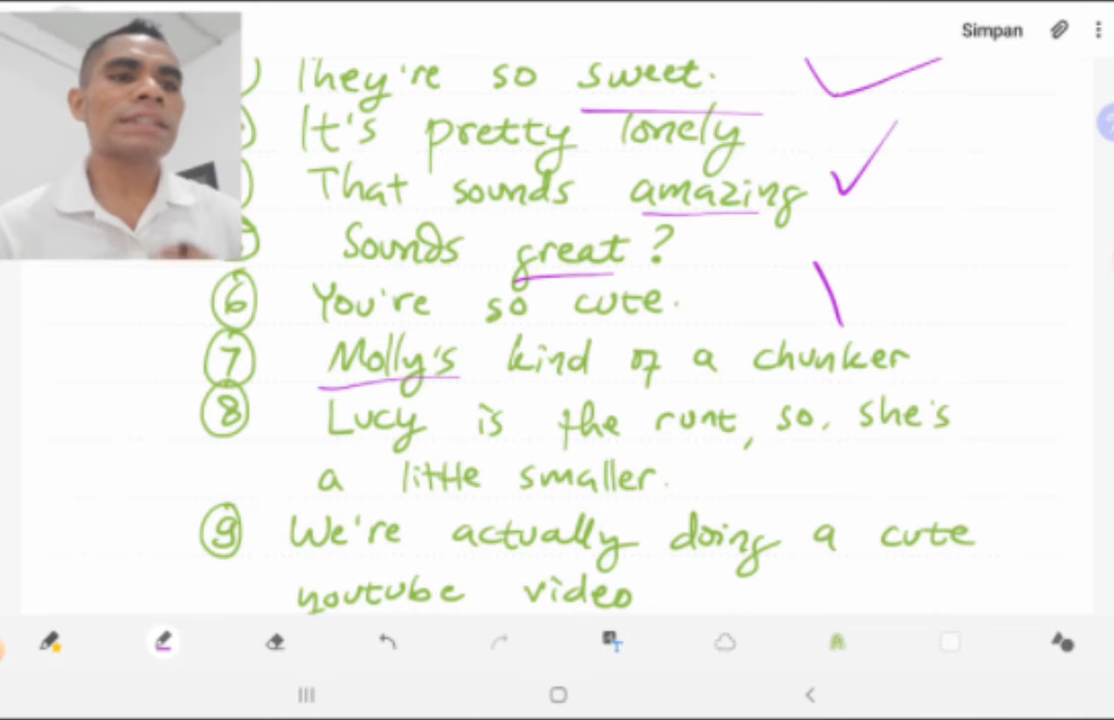 Simpan
) They're so sweet.
It's pretty lonely
) That sounds amazing
Sounds great?
6 You're so cute.
7 Molly's kind of a chunker
8 Lucy is the runt, so. she's
a little smaller.
9 We're actually doing a cute
youtube video